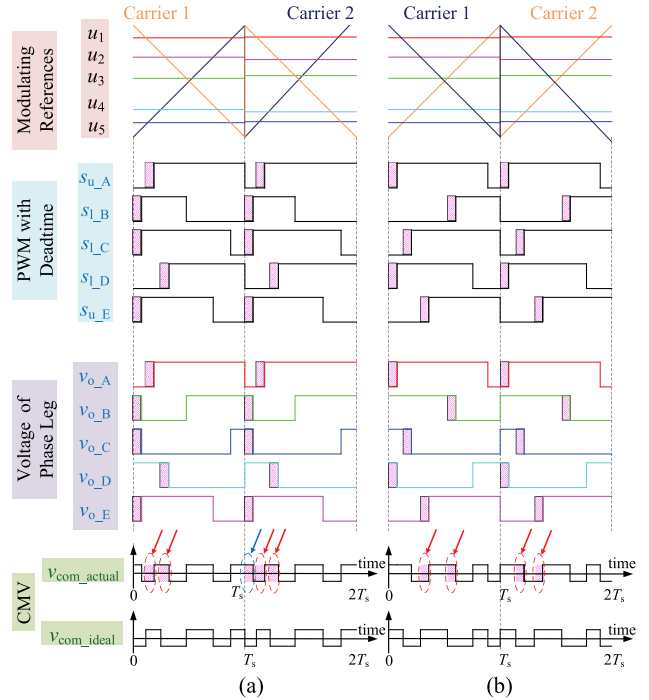 Carrier 1 Carrier 2 Carrier 1 Carrier 2
Modulating References
u1
u2
u3
u4
u5
PWM with Deadtime
su_A
sl_B
sl_C
sl_D
su_E
Voltage of Phase Leg
vo_A
vo_B
vo_C
vo_D
vo_E
CMV
vcom_actual
time time
0 Ts 2Ts 0 Ts 2Ts
vcom_ideal
time time
0 Ts 2Ts 0 Ts 2Ts
(a) (b)